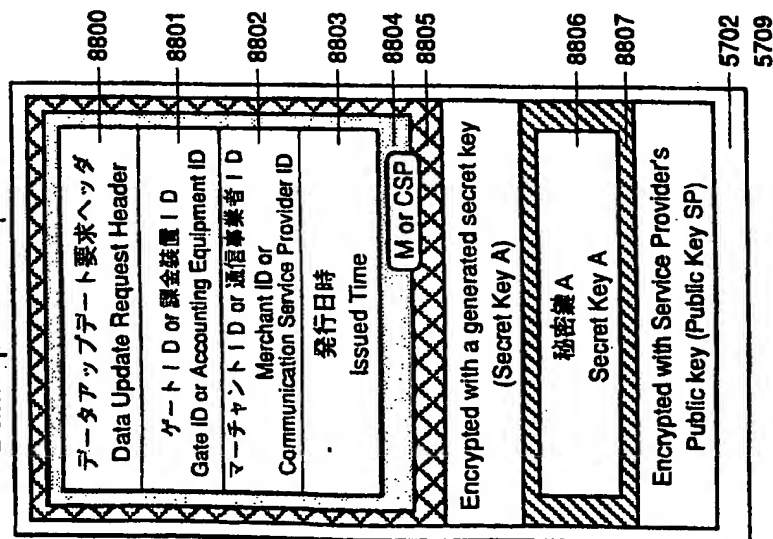 データアップデート要求ヘッダ
Data Update Request Header
ゲートID or 課金装置ID
Gate ID or Accounting Equipment ID
マーチャントID or 通信事業者ID
Merchant ID or
Communication Service Provider ID
発行日時
Issued Time
M or CSP
Encrypted with a generated secret key
(Secret Key A)
秘密鍵A
Secret Key A
Encrypted with Service Provider's
Public Key (Public Key SP)
8800
8801
8802
8803
8804
8805
8806
8807
5702
5709